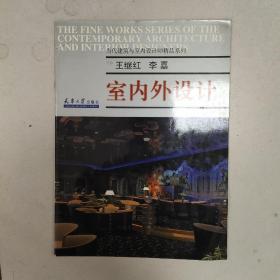 THE FINE WORKS SERIES OF THE
CONTEMPORARY ARCHITECTURE
AND INTERIOR DESIGNERS
当代建筑与室内设计师精品系列
王继红 李嘉
室内外设计
天津大学出版社